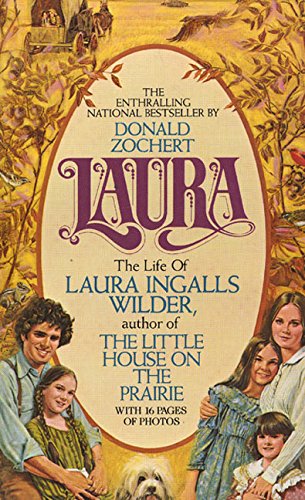 THE
ENTHRALLING
NATIONAL BESTSELLER BY
DONALD
ZOCHERT
LAURA
The Life Of
LAURA INGALLS
WILDER,
author of
THE LITTLE
HOUSE ON
THE
PRAIRIE
WITH 16 PAGES
OF PHOTOS